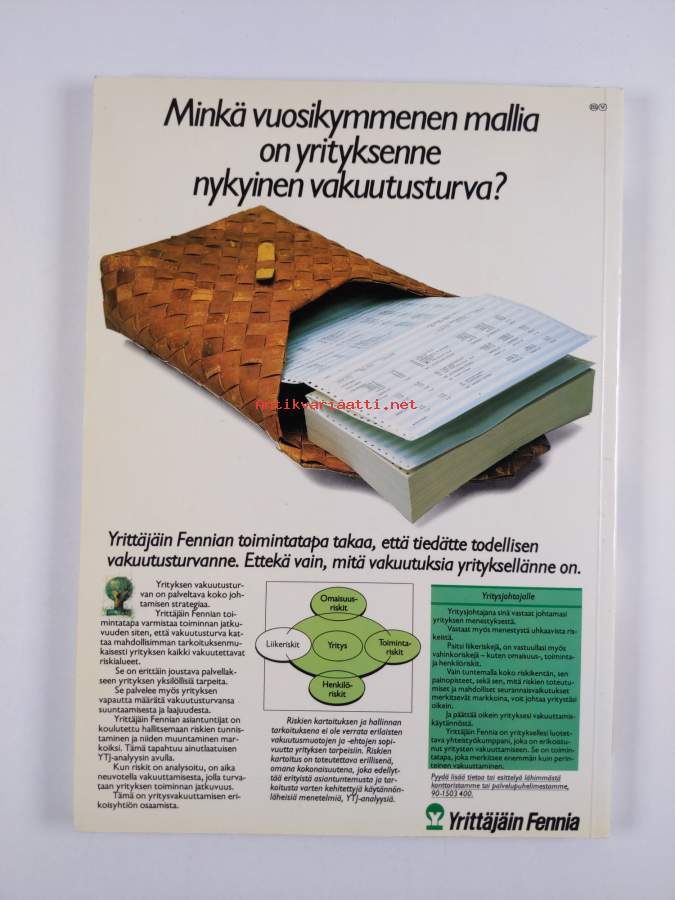 Minkä vuosikymmenen mallia
on yrityksenne
nykyinen vakuutusturva?
antikvariaatti.net
Yrittäjäin Fennian toimintatapa takaa, että tiedätte todellisen
vakuutusturvanne. Ettekä vain, mitä vakuutuksia yrityksellänne on.
Yrityksen vakuutustur-
van on palveltava koko joh-
tamisen strategiaa.
Yrittäjäin Fennian toi-
mintatapa varmistaa toiminnan jatku-
vuuden siten, että vakuutusturva kat-
taa mahdollisimman tarkoituksenmu-
kaisesti yrityksen kaikki vakuutettavat
riskialueet.
Se on erittäin joustava palvellak-
seen yrityksen yksilöllisiä tarpeita.
Se palvelee myös yrityksen
vapautta määrätä vakuutusturvansa
suuntaamisesta ja laajuudesta.
Yrittäjäin Fennian asiantuntijat on
koulutettu hallitsemaan riskien tunnis-
taminen ja niiden muuntaminen mar-
koiksi. Tämä tapahtuu ainutlaatuisen
YTJ-analyysin avulla.
Kun riskit on analysoitu, on aika
neuvotella vakuuttamisesta, jolla turva-
taan yrityksen toiminnan jatkuvuus.
Tämä on yritysvakuuttamisen eri-
koisyhtiön osaamista.
Omaisuus-
riskit
Liikeriskit
Yritys
Toiminta-
riskit
Henkilö-
riskit
Riskien kartoituksen ja hallinnan
tarkoituksena ei ole verrata erilaisten
vakuutusmuotojen ja -ehtojen sopi-
vuutta yrityksen tarpeisiin. Riskien
kartoitus on toteutettava erillisenä,
omana kokonaisuutena, joka edellyt-
tää erityistä asiantuntemusta ja tar-
koitusta varten kehitettyjä käytännön-
läheisiä menetelmiä, YTJ-analyysiä.
Yritysjohtajalle
Yritysjohtajana sinä vastaat johtamasi
yrityksen menestyksestä.
Vastaat myös menestystä uhkaavista ris-
keistä.
Paitsi liikeriskejä, on vastuullasi myös
vahinkoriskejä – kuten omaisuus-, toiminta-
ja henkilöriskit.
Vain tuntemalla koko riskikentän, sen
painopisteet, sekä sen, mitä riskien toteutu-
miset ja mahdolliset seurannaisvaikutukset
merkitsevät markkoina, voit johtaa yritystäsi
oikein.
Ja päättää oikein yrityksesi vakuuttamis-
käytännöstä.
Yrittäjäin Fennia on yrityksellesi luotet-
tava yhteistyökumppani, joka on erikoistu-
nut yritysten vakuuttamiseen. Se on toimin-
tatapa, joka merkitsee enemmän kuin perin-
teinen vakuuttaminen.
Pyydä lisää tietoa tai esittelyä lähimmästä
konttoristamme tai palvelupuhelimestamme,
90-1503 400.
Yrittäjäin Fennia